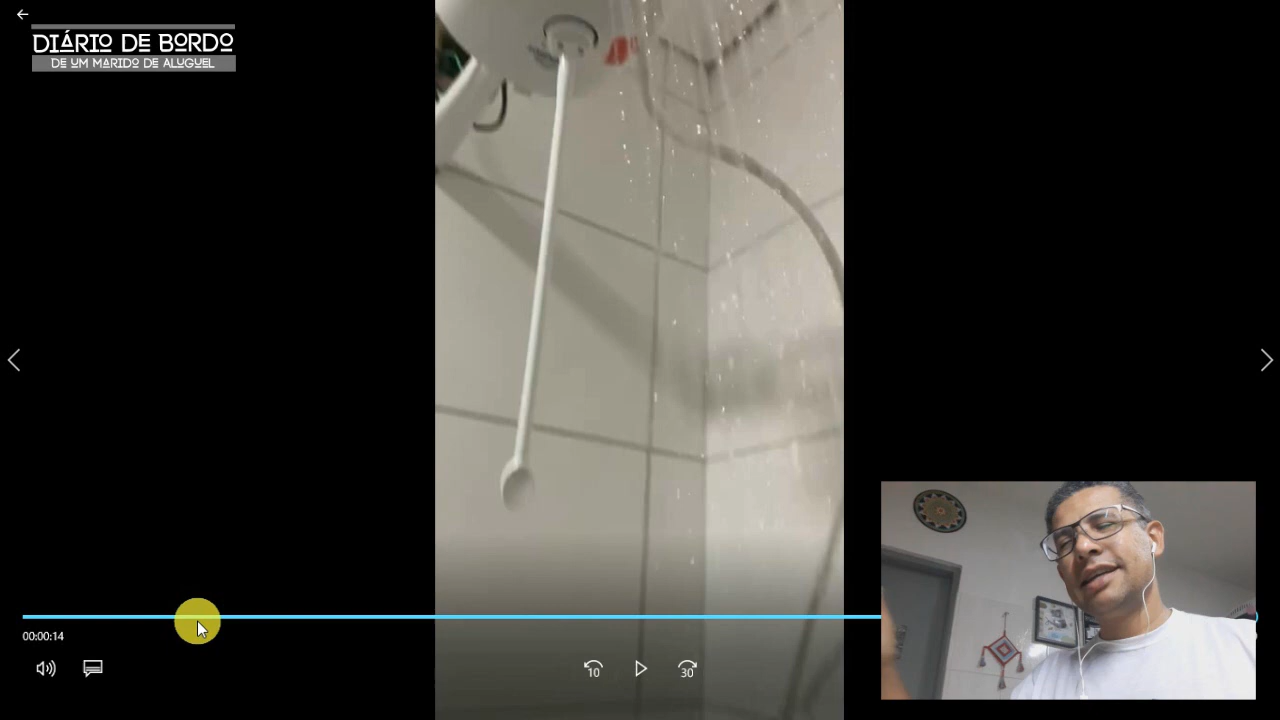 DIÁRIO DE BORDO
DE UM MARIDO DE ALUGUEL
00:00:14
10
30